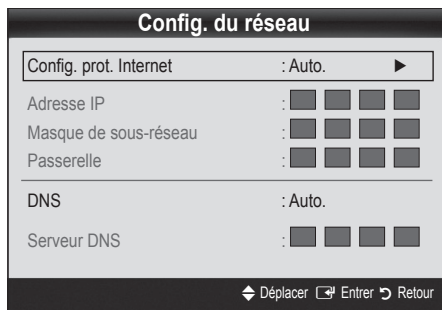 Config. du réseau
Config. prot. Internet : Auto. ►
Adresse IP :
Masque de sous-réseau :
Passerelle :
DNS : Auto.
Serveur DNS :
Déplacer Entrer Retour